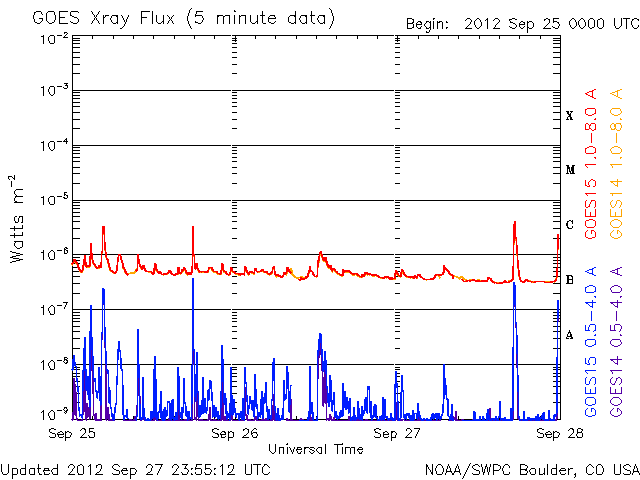 GOES Xray Flux (5 minute data)
Begin: 2012 Sep 25 0000 UTC
10-2
10-3
10-4
10-5
10-6
10-7
10-8
10-9
Watts m-2
X
M
C
B
A
GOES15 1.0-8.0 A
GOES14 1.0-8.0 A
GOES15 0.5-4.0 A
GOES14 0.5-4.0 A
Sep 25 Sep 26 Sep 27 Sep 28
Universal Time
Updated 2012 Sep 27 23:55:12 UTC
NOAA/SWPC Boulder, CO USA